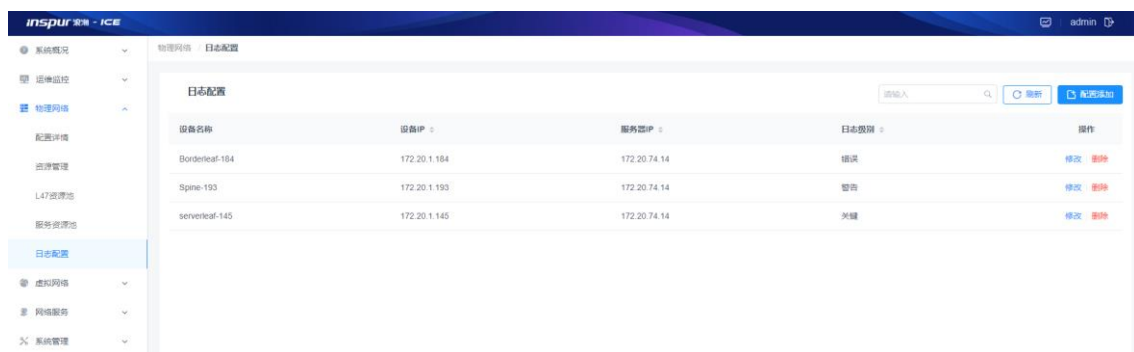 inspur 浪潮 - ICE
admin
系统概况
运维监控
物理网络
配置详情
资源管理
L47资源池
服务资源池
日志配置
虚拟网络
网络服务
系统管理
物理网络 / 日志配置
日志配置
请输入
刷新
配置添加
设备名称 设备IP 服务器IP 日志级别 操作
Borderleaf-184 172.20.1.184 172.20.74.14 错误 修改 删除
Spine-193 172.20.1.193 172.20.74.14 警告 修改 删除
serverleaf-145 172.20.1.145 172.20.74.14 关键 修改 删除